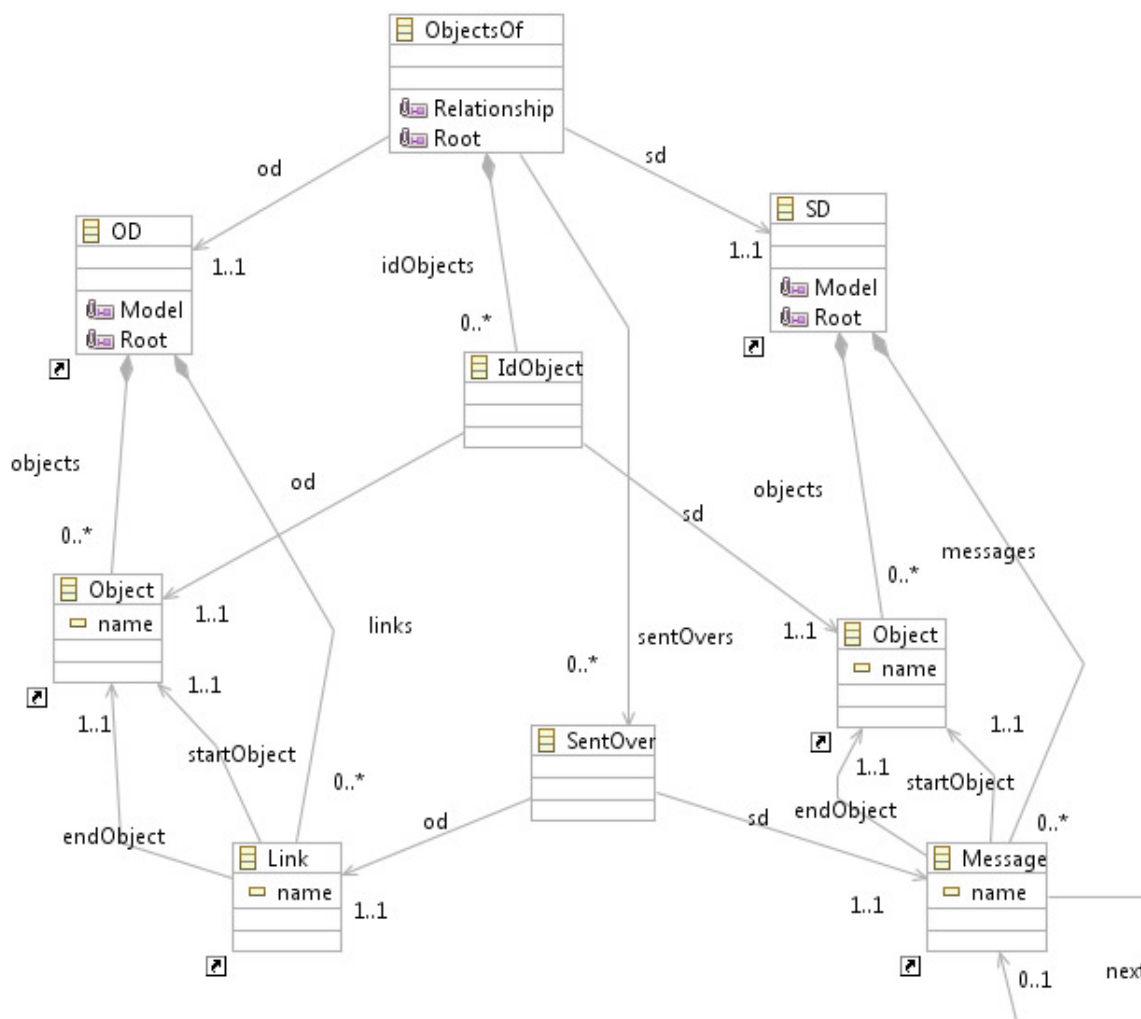 ObjectsOf
Relationship
Root
od
sd
OD
SD
1..1
1..1
idObjects
Model
Root
Model
Root
0..*
IdObject
objects
od
objects
sd
0..*
messages
0..*
Object
name
1..1
links
sentOvers
1..1
Object
name
0..*
1..1
1..1
1..1
startObject
SentOver
1..1
startObject
0..*
endObject
endObject
od
sd
0..*
Link
name
Message
name
1..1
1..1
0..1
next